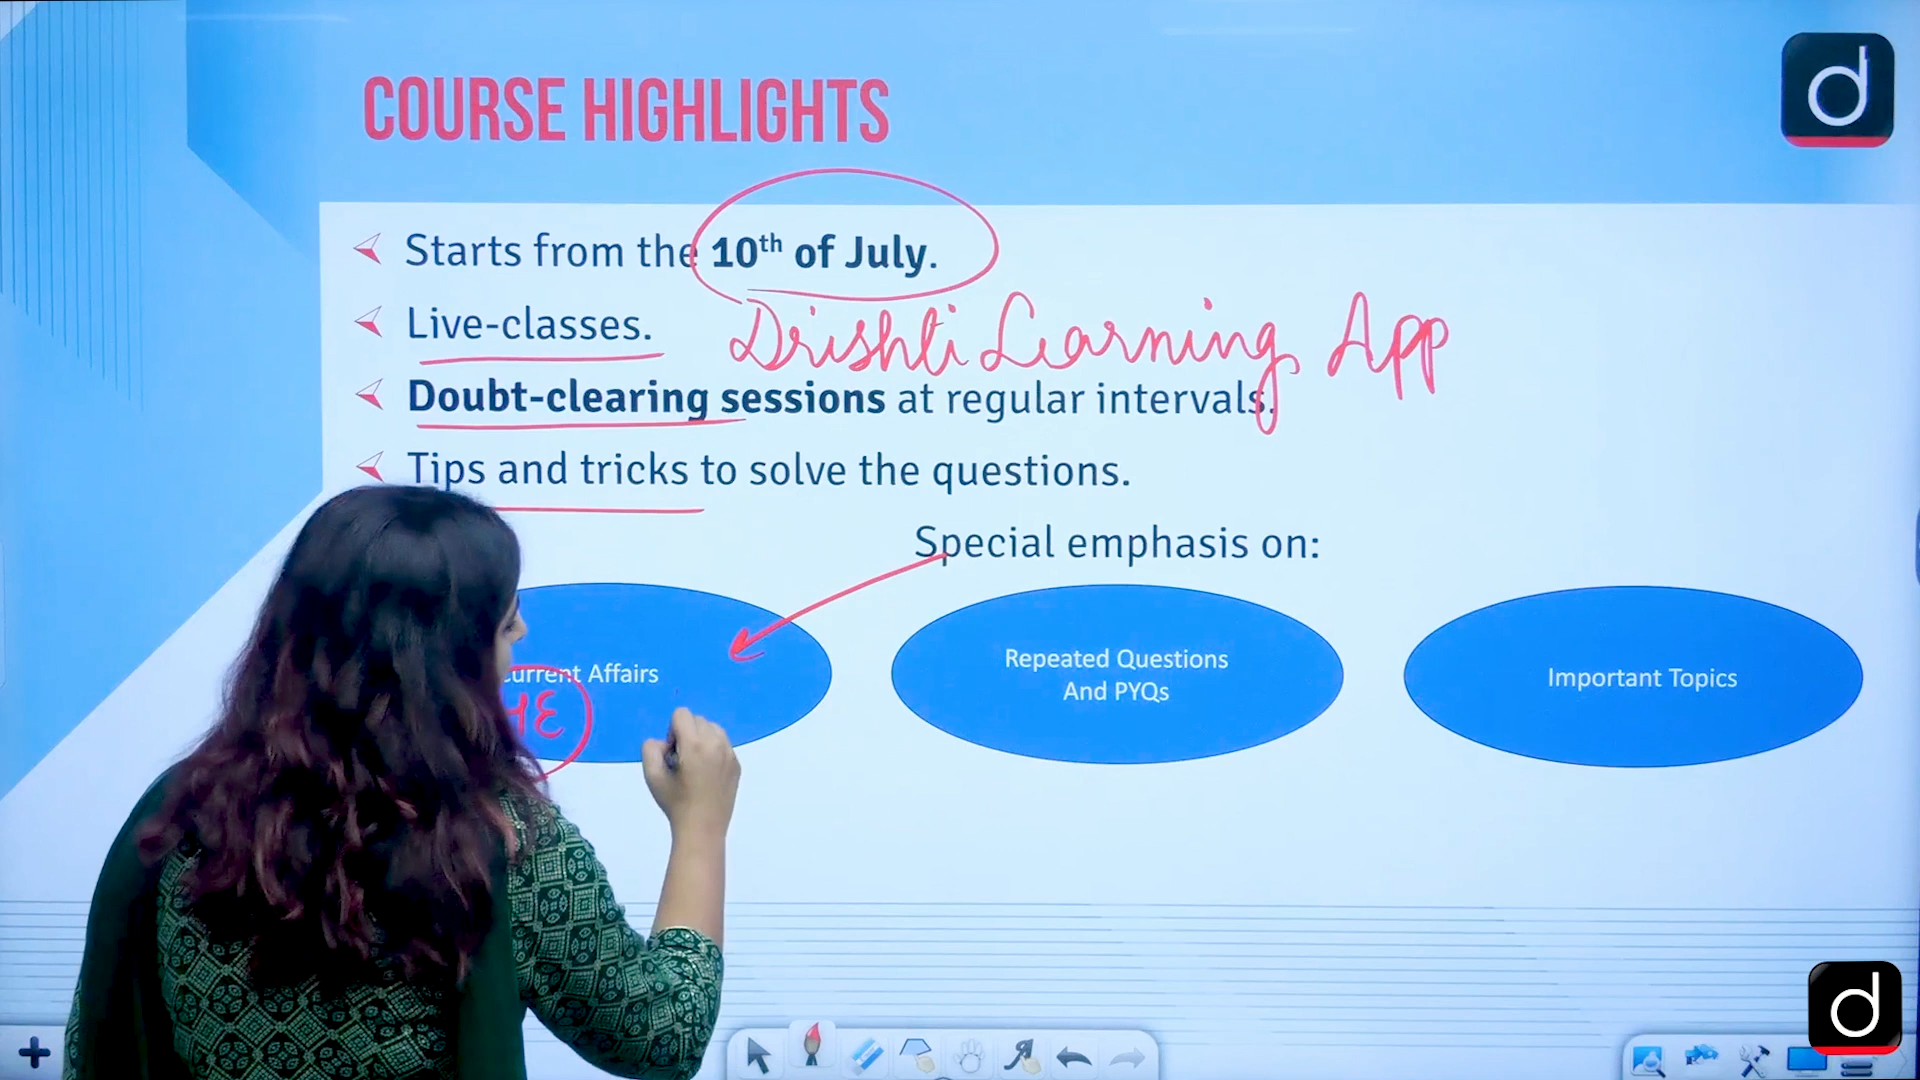 COURSE HIGHLIGHTS
Starts from the 10th of July.
Live-classes.
Drishti Learning App
Doubt-clearing sessions at regular intervals.
Tips and tricks to solve the questions.
Special emphasis on:
Current Affairs
Repeated Questions
And PYQs
Important Topics
d
d